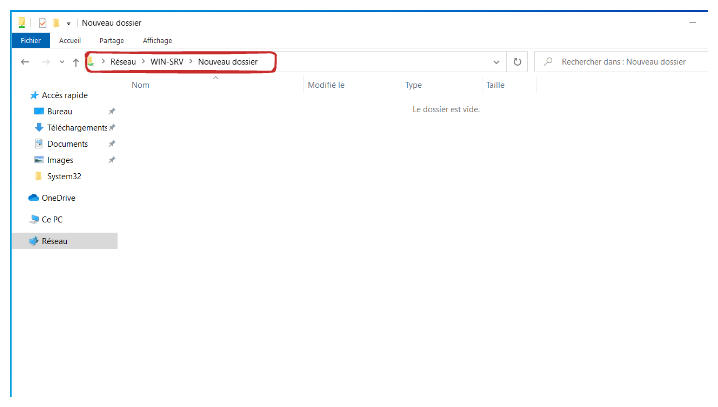 Nouveau dossier
Fichier Accueil Partage Affichage
Réseau WIN-SRV Nouveau dossier
Rechercher dans : Nouveau dossier
Nom Modifié le Type Taille
Le dossier est vide.
Accès rapide
Bureau
Téléchargements
Documents
Images
System32
OneDrive
Ce PC
Réseau